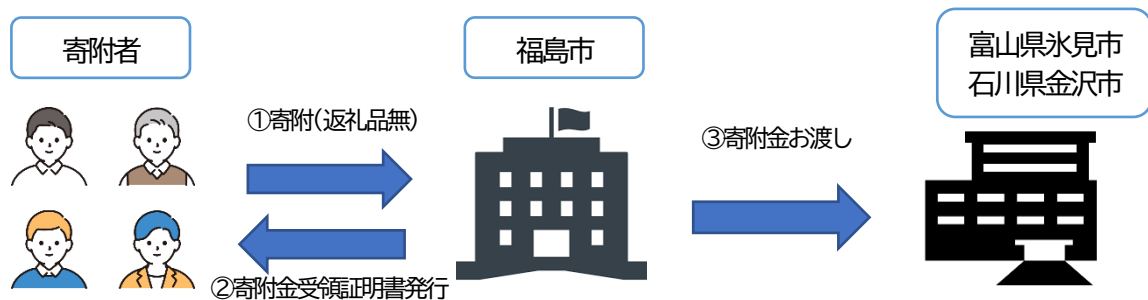 寄附者
福島市
富山県氷見市
石川県金沢市
①寄附(返礼品無)
③寄附金お渡し
②寄附金受領証明書発行